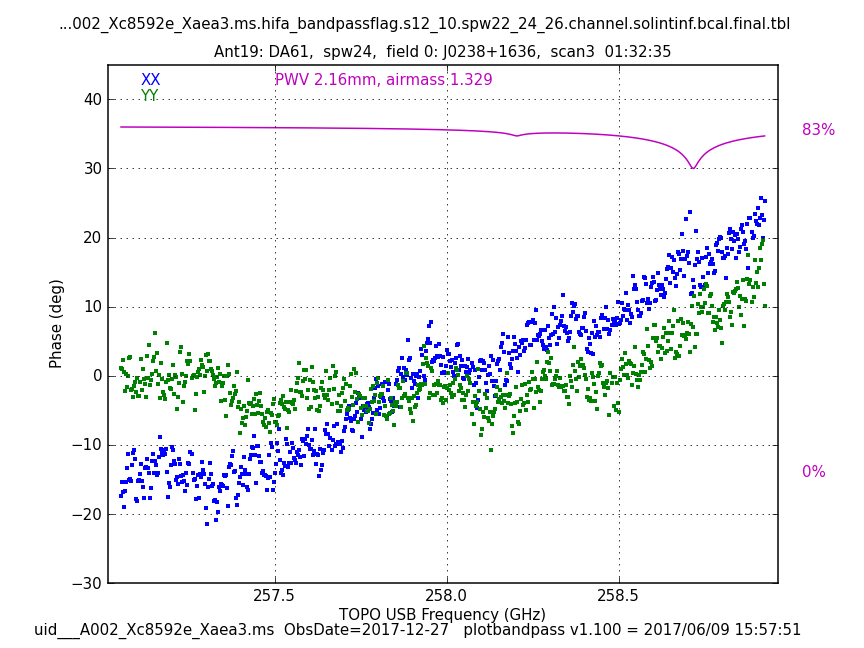 ...002_Xc8592e_Xaea3.ms.hifa_bandpassflag.s12_10.spw22_24_26.channel.solintinf.bcal.final.tbl
Ant19: DA61,  spw24,  field 0: J0238+1636,  scan3  01:32:35
XX
YY
PWV 2.16mm, airmass 1.329
83%
0%
40
30
20
10
0
−10
−20
−30
Phase (deg)
257.5
258.0
258.5
TOPO USB Frequency (GHz)
uid___A002_Xc8592e_Xaea3.ms  ObsDate=2017-12-27   plotbandpass v1.100 = 2017/06/09 15:57:51